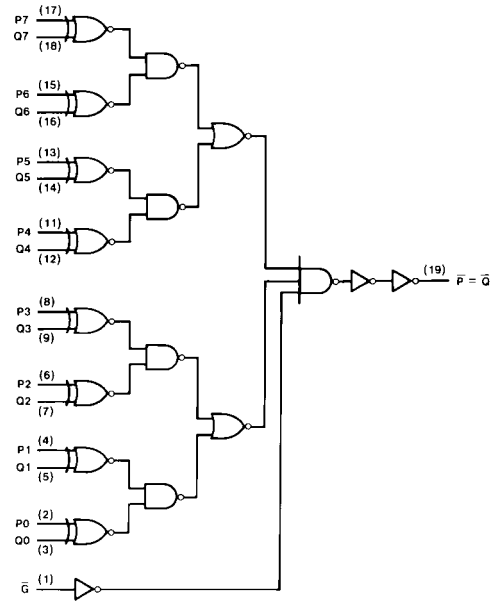 P7 (17)
Q7 (18)
P6 (15)
Q6 (16)
P5 (13)
Q5 (14)
P4 (11)
Q4 (12)
(19) P̅ = Q̅
P3 (8)
Q3 (9)
P2 (6)
Q2 (7)
P1 (4)
Q1 (5)
P0 (2)
Q0 (3)
G̅ (1)